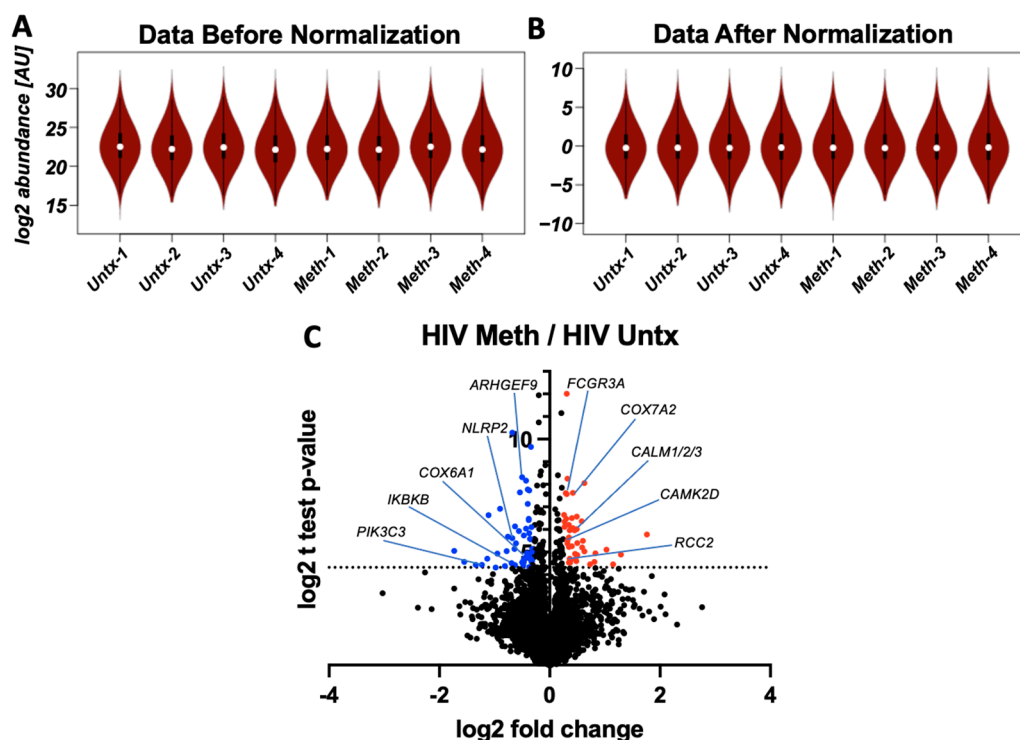 A
Data Before Normalization
log2 abundance [AU]
30
25
20
15
Untx-1
Untx-2
Untx-3
Untx-4
Meth-1
Meth-2
Meth-3
Meth-4
B
Data After Normalization
10
5
0
−5
−10
Untx-1
Untx-2
Untx-3
Untx-4
Meth-1
Meth-2
Meth-3
Meth-4
C
HIV Meth / HIV Untx
log2 t test p-value
ARHGEF9
FCGR3A
COX7A2
NLRP2
10
CALM1/2/3
COX6A1
IKBKB
CAMK2D
PIK3C3
RCC2
5
-4
-2
0
2
4
log2 fold change